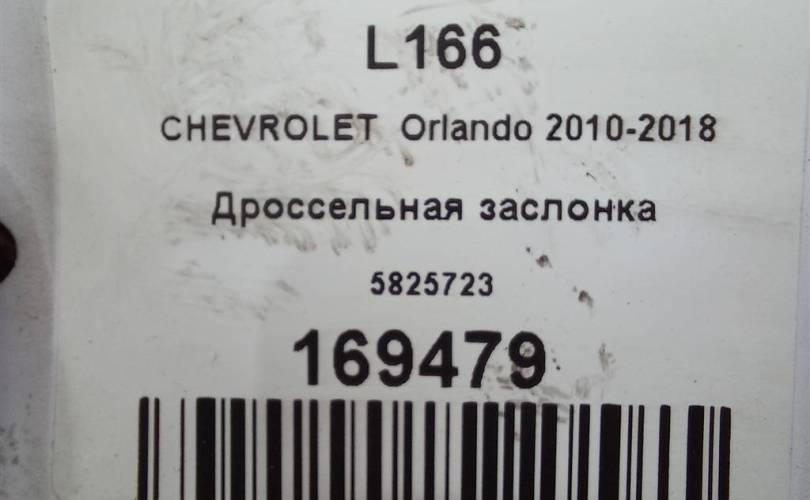 L166
CHEVROLET Orlando 2010-2018
Дроссельная заслонка
5825723
169479